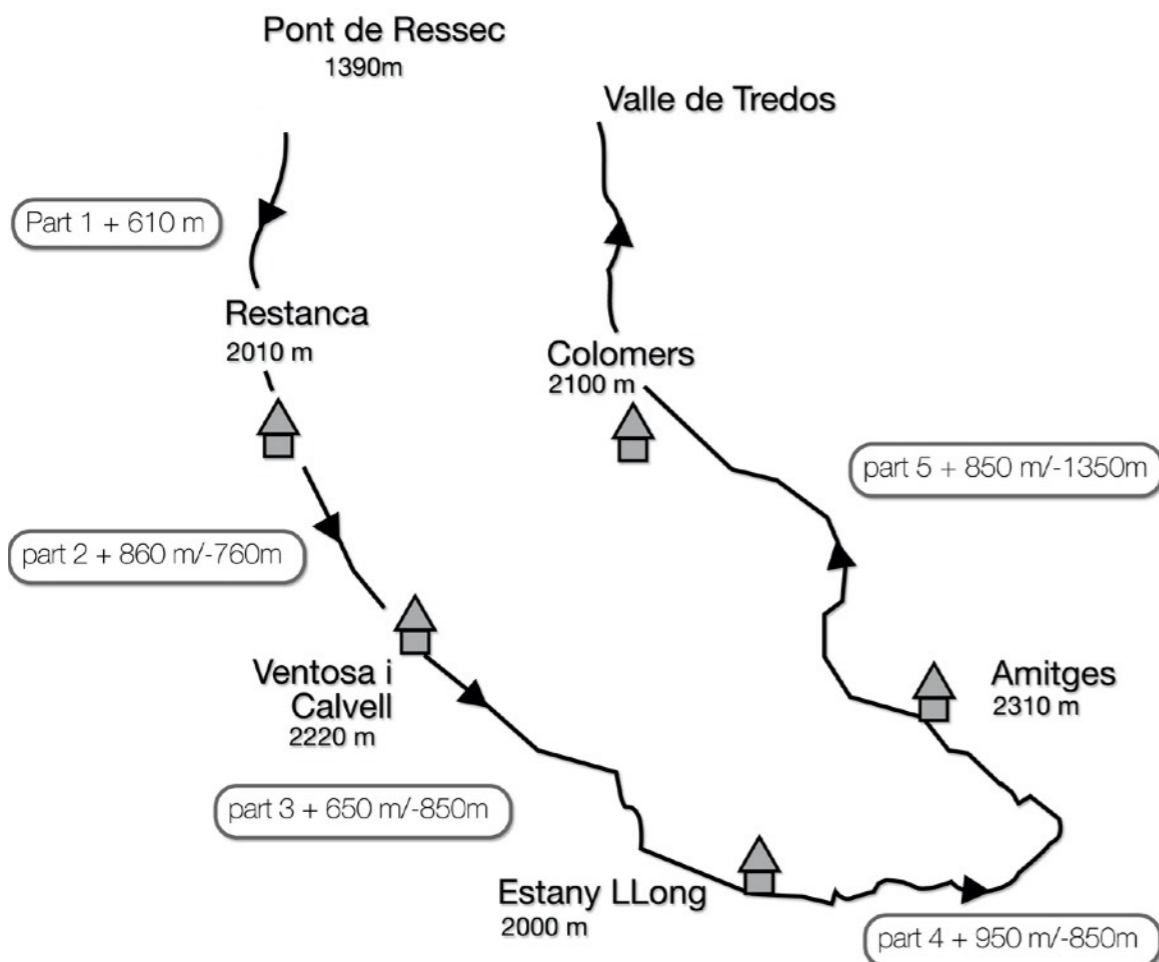 Pont de Ressec
1390m
Valle de Tredos
Part 1 + 610 m
Restanca
2010 m
Colomers
2100 m
part 5 + 850 m/-1350m
part 2 + 860 m/-760m
Ventosa i
Calvell
2220 m
Amitges
2310 m
part 3 + 650 m/-850m
Estany LLong
2000 m
part 4 + 950 m/-850m